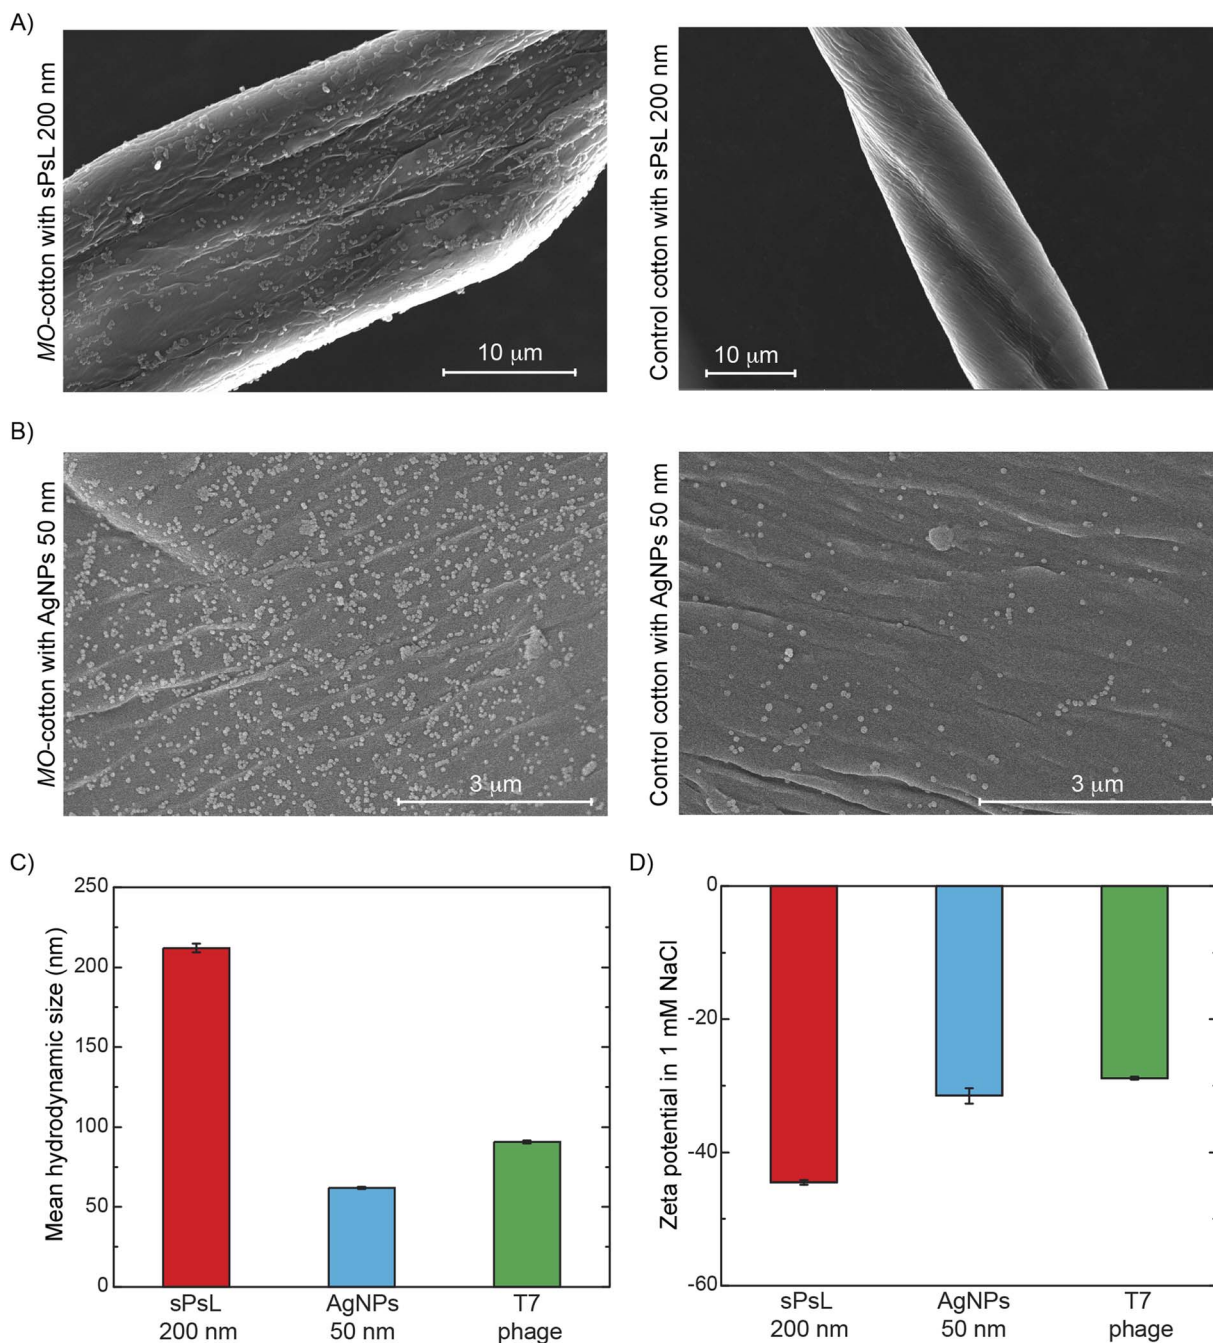 A)
MO-cotton with sPsL 200 nm
10 μm
Control cotton with sPsL 200 nm
10 μm
B)
MO-cotton with AgNPs 50 nm
3 μm
Control cotton with AgNPs 50 nm
3 μm
C)
Mean hydrodynamic size (nm)
250
200
150
100
50
0
sPsL
200 nm
AgNPs
50 nm
T7
phage
D)
Zeta potential in 1 mM NaCl
0
-20
-40
-60
sPsL
200 nm
AgNPs
50 nm
T7
phage